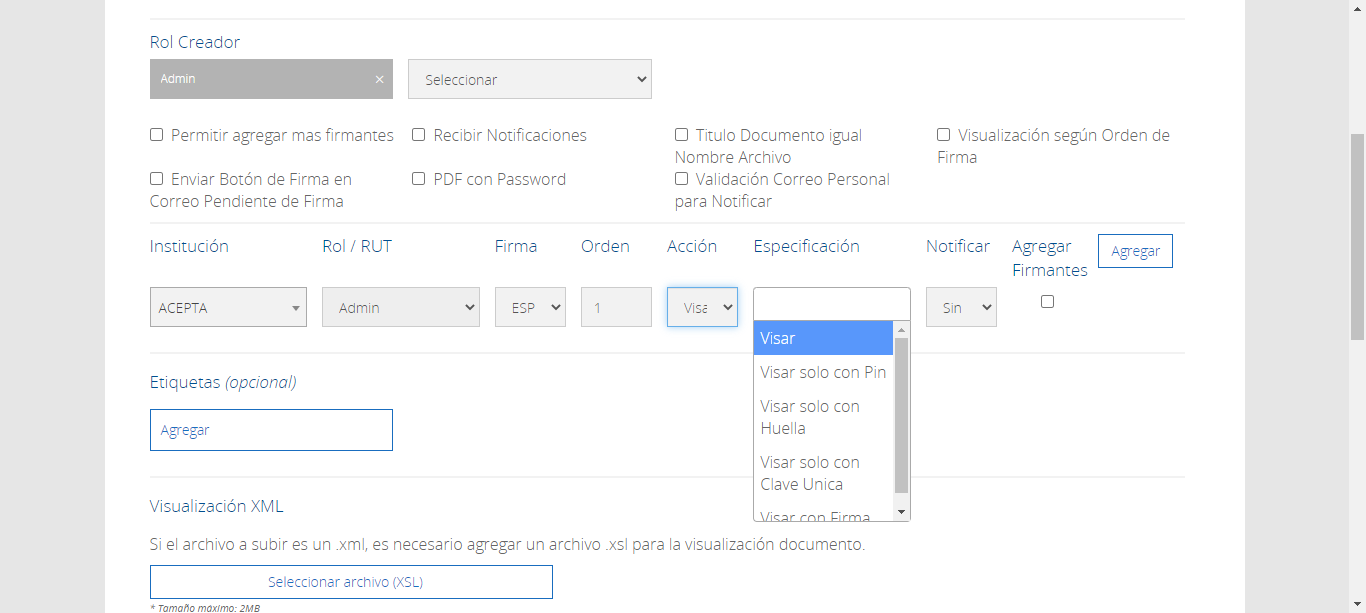 Rol Creador
Admin ×
Seleccionar
Permitir agregar mas firmantes
Recibir Notificaciones
Titulo Documento igual
Nombre Archivo
Visualización según Orden de
Firma
Enviar Botón de Firma en
Correo Pendiente de Firma
PDF con Password
Validación Correo Personal
para Notificar
Institución
Rol / RUT
Firma
Orden
Acción
Especificación
Notificar
Agregar
Firmantes
Agregar
ACEPTA
Admin
ESP
1
Visa
Sin
Visar
Visar solo con Pin
Visar solo con
Huella
Visar solo con
Clave Unica
Visar con Firma
Etiquetas (opcional)
Agregar
Visualización XML
Si el archivo a subir es un .xml, es necesario agregar un archivo .xsl para la visualización documento.
Seleccionar archivo (XSL)
* Tamaño máximo: 2MB